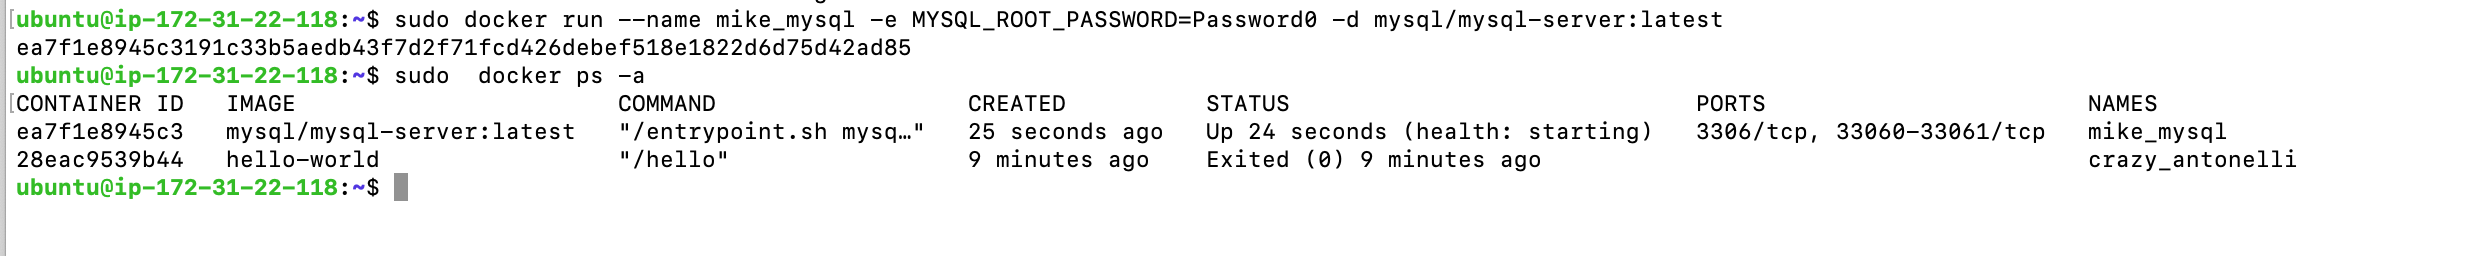 ubuntu@ip-172-31-22-118:~$ sudo docker run --name mike_mysql -e MYSQL_ROOT_PASSWORD=Password0 -d mysql/mysql-server:latest
ea7f1e8945c3191c33b5aedb43f7d2f71fcd426debef518e1822d6d75d42ad85
ubuntu@ip-172-31-22-118:~$ sudo  docker ps -a
CONTAINER ID   IMAGE                       COMMAND                  CREATED          STATUS                             PORTS                       NAMES
ea7f1e8945c3   mysql/mysql-server:latest   "/entrypoint.sh mysq…"   25 seconds ago   Up 24 seconds (health: starting)   3306/tcp, 33060-33061/tcp   mike_mysql
28eac9539b44   hello-world                 "/hello"                 9 minutes ago    Exited (0) 9 minutes ago                                       crazy_antonelli
ubuntu@ip-172-31-22-118:~$